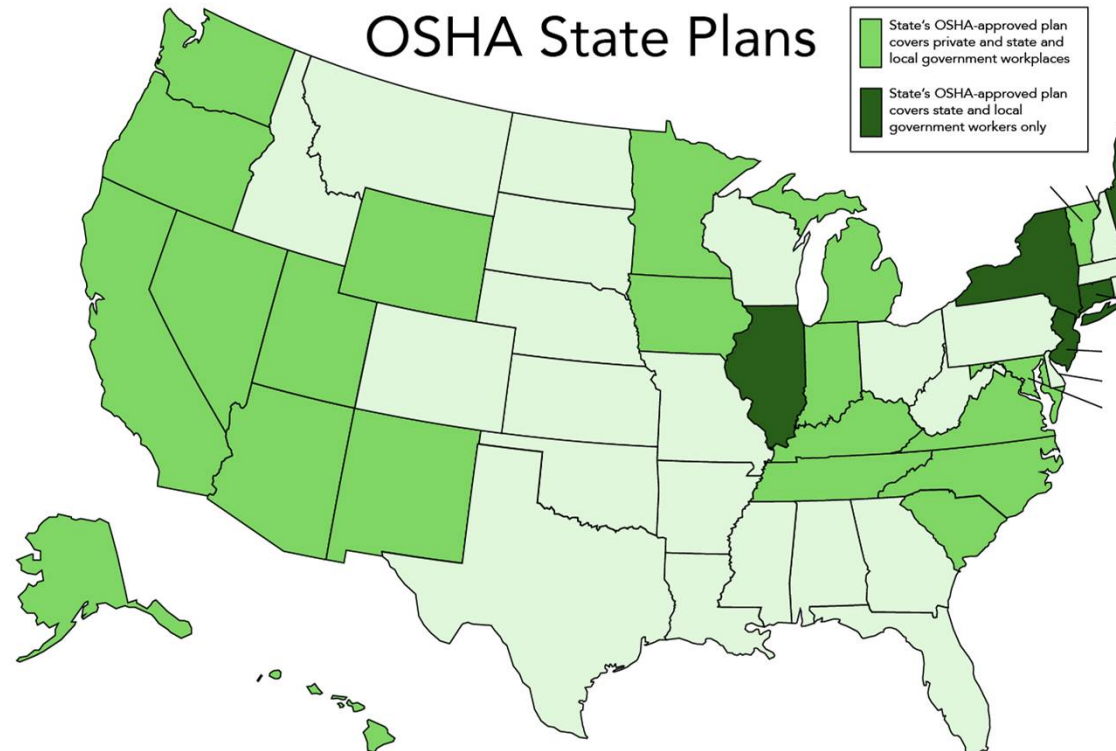 OSHA State Plans
State's OSHA-approved plan
covers private and state and
local government workplaces
State's OSHA-approved plan
covers state and local
government workers only